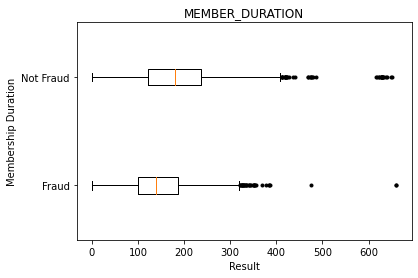 MEMBER_DURATION
Not Fraud
Membership Duration
Fraud
0 100 200 300 400 500 600
Result